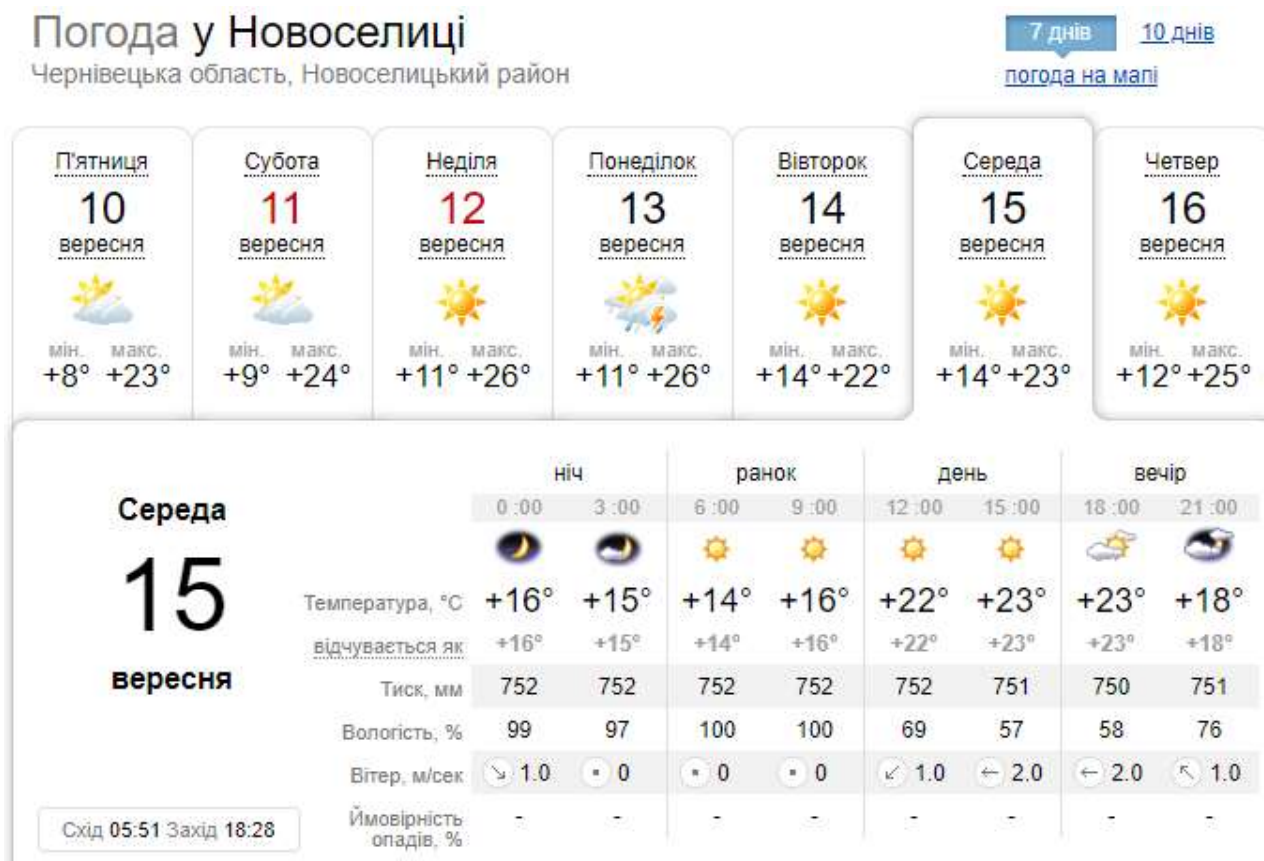 Погода у Новоселиці
7 днів 10 днів
Чернівецька область, Новоселицький район
погода на мапі
П'ятниця Субота Неділя Понеділок Вівторок Середа Четвер
10 11 12 13 14 15 16
вересня вересня вересня вересня вересня вересня вересня
мін. макс. мін. макс. мін. макс. мін. макс. мін. макс. мін. макс. мін. макс.
+8° +23° +9° +24° +11° +26° +11° +26° +14° +22° +14° +23° +12° +25°
ніч ранок день вечір
Середа
0 :00 3 :00 6 :00 9 :00 12 :00 15 :00 18 :00 21 :00
15
Температура, °C +16° +15° +14° +16° +22° +23° +23° +18°
відчувається як +16° +15° +14° +16° +22° +23° +23° +18°
вересня
Тиск, мм 752 752 752 752 752 751 750 751
Вологість, % 99 97 100 100 69 57 58 76
Вітер, м/сек 1.0 0 0 0 1.0 2.0 2.0 1.0
Схід 05:51 Захід 18:28
Ймовірність
опадів, % - - - - - - - -